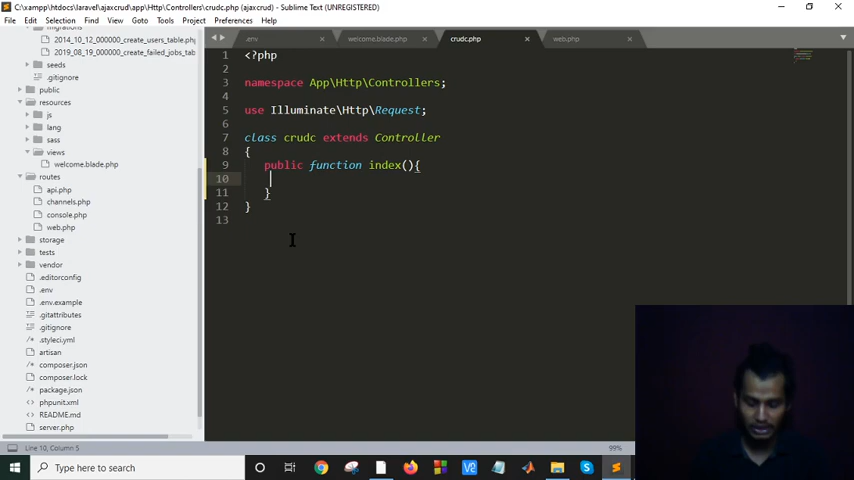 C:\xampp\htdocs\laravel\ajaxcrud\app\Http\Controllers\crudc.php (ajaxcrud) - Sublime Text (UNREGISTERED)
File Edit Selection Find View Goto Tools Project Preferences Help
.env welcome.blade.php crudc.php web.php
migrations
2014_10_12_000000_create_users_table.php
2019_08_19_000000_create_failed_jobs_tab
seeds
.gitignore
public
resources
js
lang
sass
views
welcome.blade.php
routes
api.php
channels.php
console.php
web.php
storage
tests
vendor
.editorconfig
.env
.env.example
.gitattributes
.gitignore
.styleci.yml
artisan
composer.json
composer.lock
package.json
phpunit.xml
README.md
server.php
1 <?php
2
3 namespace App\Http\Controllers;
4
5 use Illuminate\Http\Request;
6
7 class crudc extends Controller
8 {
9 public function index(){
10
11 }
12 }
13
Line 10, Column 5
99%
Type here to search